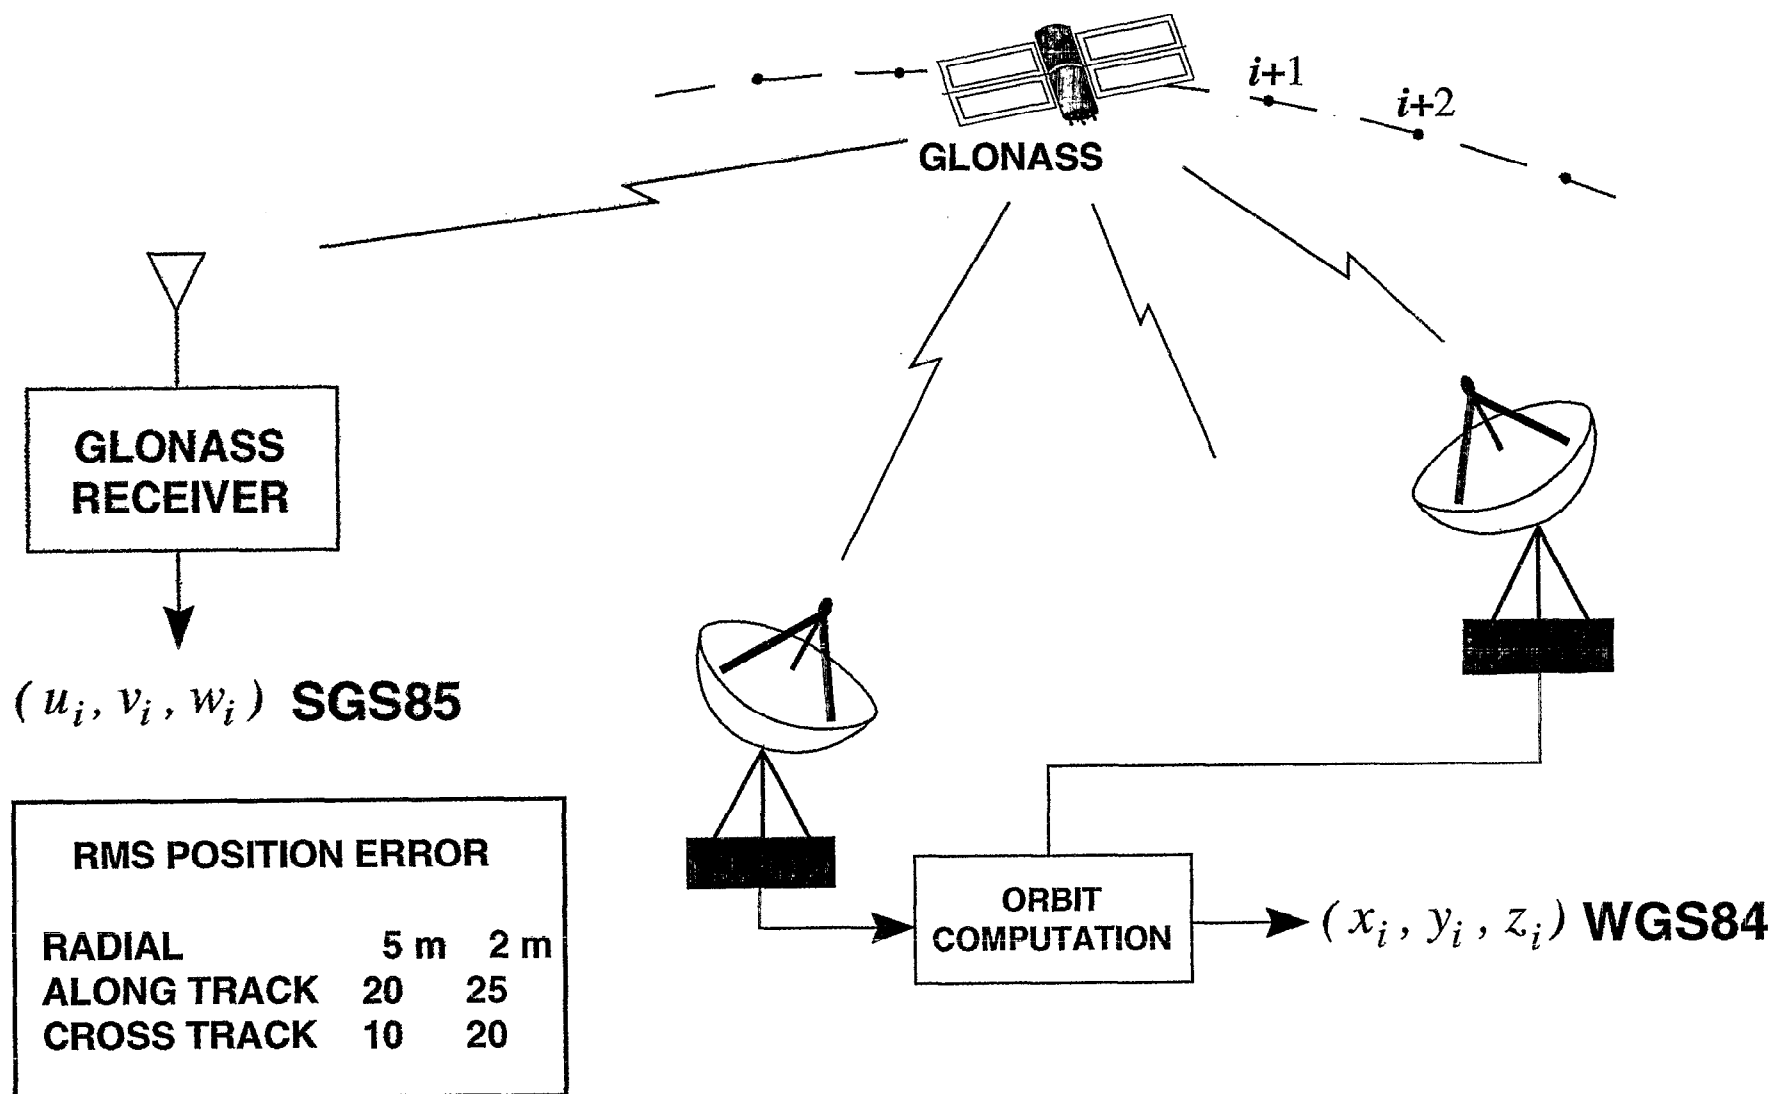 i+1
i+2
GLONASS
GLONASS
RECEIVER
( u_i, v_i, w_i ) SGS85
RMS POSITION ERROR
RADIAL 5 m 2 m
ALONG TRACK 20 25
CROSS TRACK 10 20
ORBIT
COMPUTATION
( x_i, y_i, z_i ) WGS84